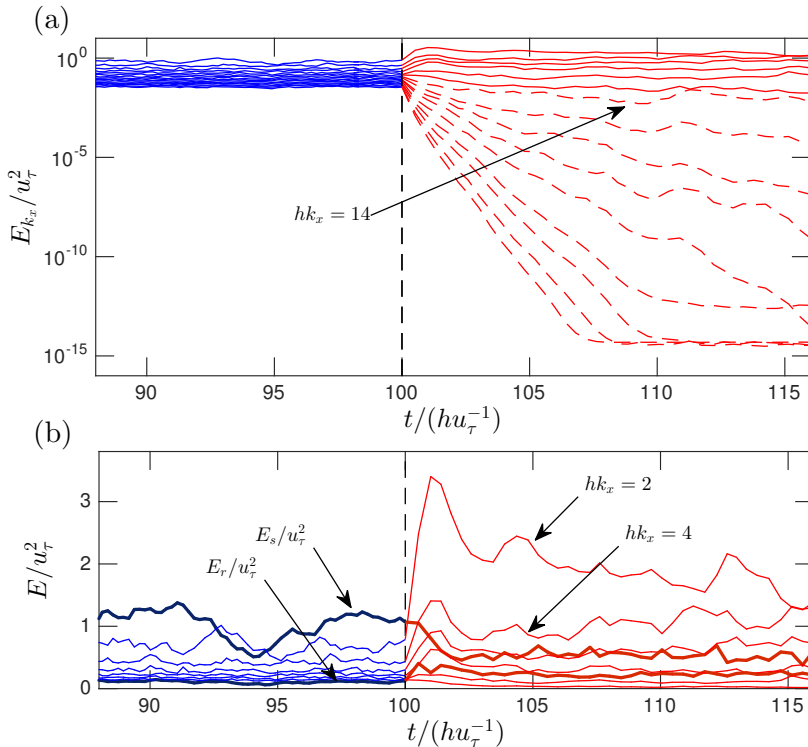 (a)
10^0
10^-5
10^-10
10^-15
E_{k_x}/u_τ^2
hk_x = 14
90
95
100
105
110
115
t/(hu_τ^{-1})
(b)
3
2
1
0
E/u_τ^2
E_s/u_τ^2
E_r/u_τ^2
hk_x = 2
hk_x = 4
90
95
100
105
110
115
t/(hu_τ^{-1})